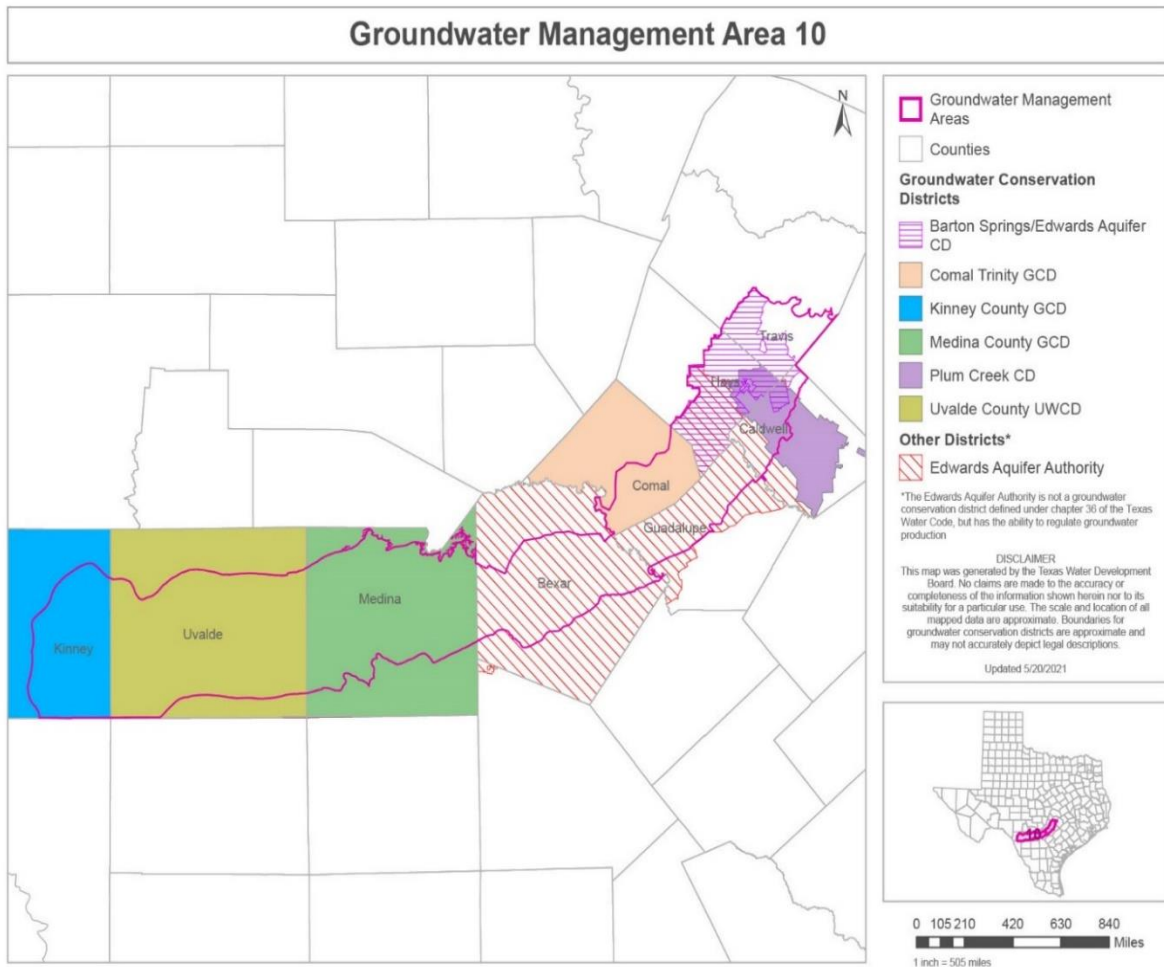 Groundwater Management Area 10
N
Travis
Hays
Caldwell
Comal
Guadalupe
Bexar
Medina
Uvalde
Kinney
Groundwater Management
Areas
Counties
Groundwater Conservation
Districts
Barton Springs/Edwards Aquifer
CD
Comal Trinity GCD
Kinney County GCD
Medina County GCD
Plum Creek CD
Uvalde County UWCD
Other Districts*
Edwards Aquifer Authority
*The Edwards Aquifer Authority is not a groundwater
conservation district defined under chapter 36 of the Texas
Water Code, but has the ability to regulate groundwater
production
DISCLAIMER
This map was generated by the Texas Water Development
Board. No claims are made to the accuracy or
completeness of the information shown herein nor to its
suitability for a particular use. The scale and location of all
mapped data are approximate. Boundaries for
groundwater conservation districts are approximate and
may not accurately depict legal descriptions.
Updated 5/20/2021
10
0 105 210 420 630 840
Miles
1 inch = 505 miles